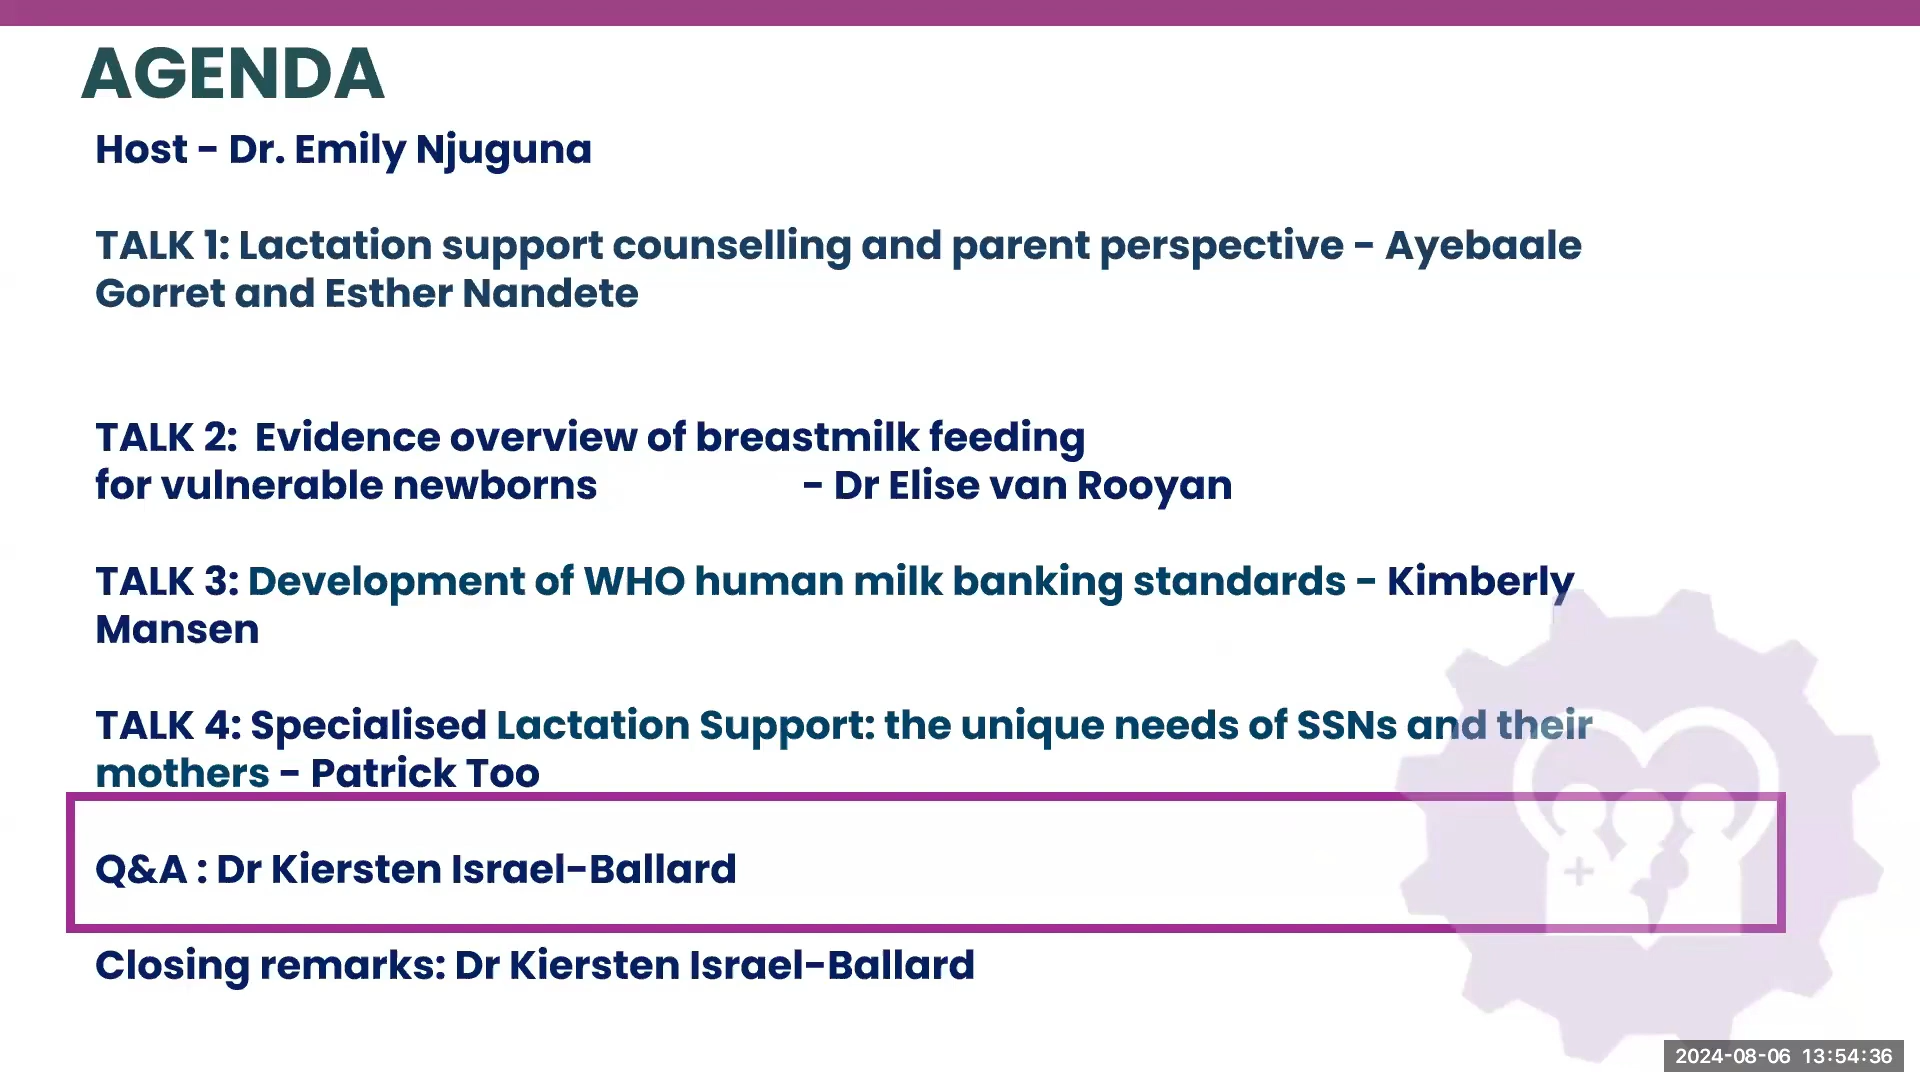 AGENDA
Host - Dr. Emily Njuguna
TALK 1: Lactation support counselling and parent perspective - Ayebaale
Gorret and Esther Nandete
TALK 2: Evidence overview of breastmilk feeding
for vulnerable newborns - Dr Elise van Rooyan
TALK 3: Development of WHO human milk banking standards - Kimberly
Mansen
TALK 4: Specialised Lactation Support: the unique needs of SSNs and their
mothers - Patrick Too
Q&A : Dr Kiersten Israel-Ballard
Closing remarks: Dr Kiersten Israel-Ballard
2024-08-06 13:54:36